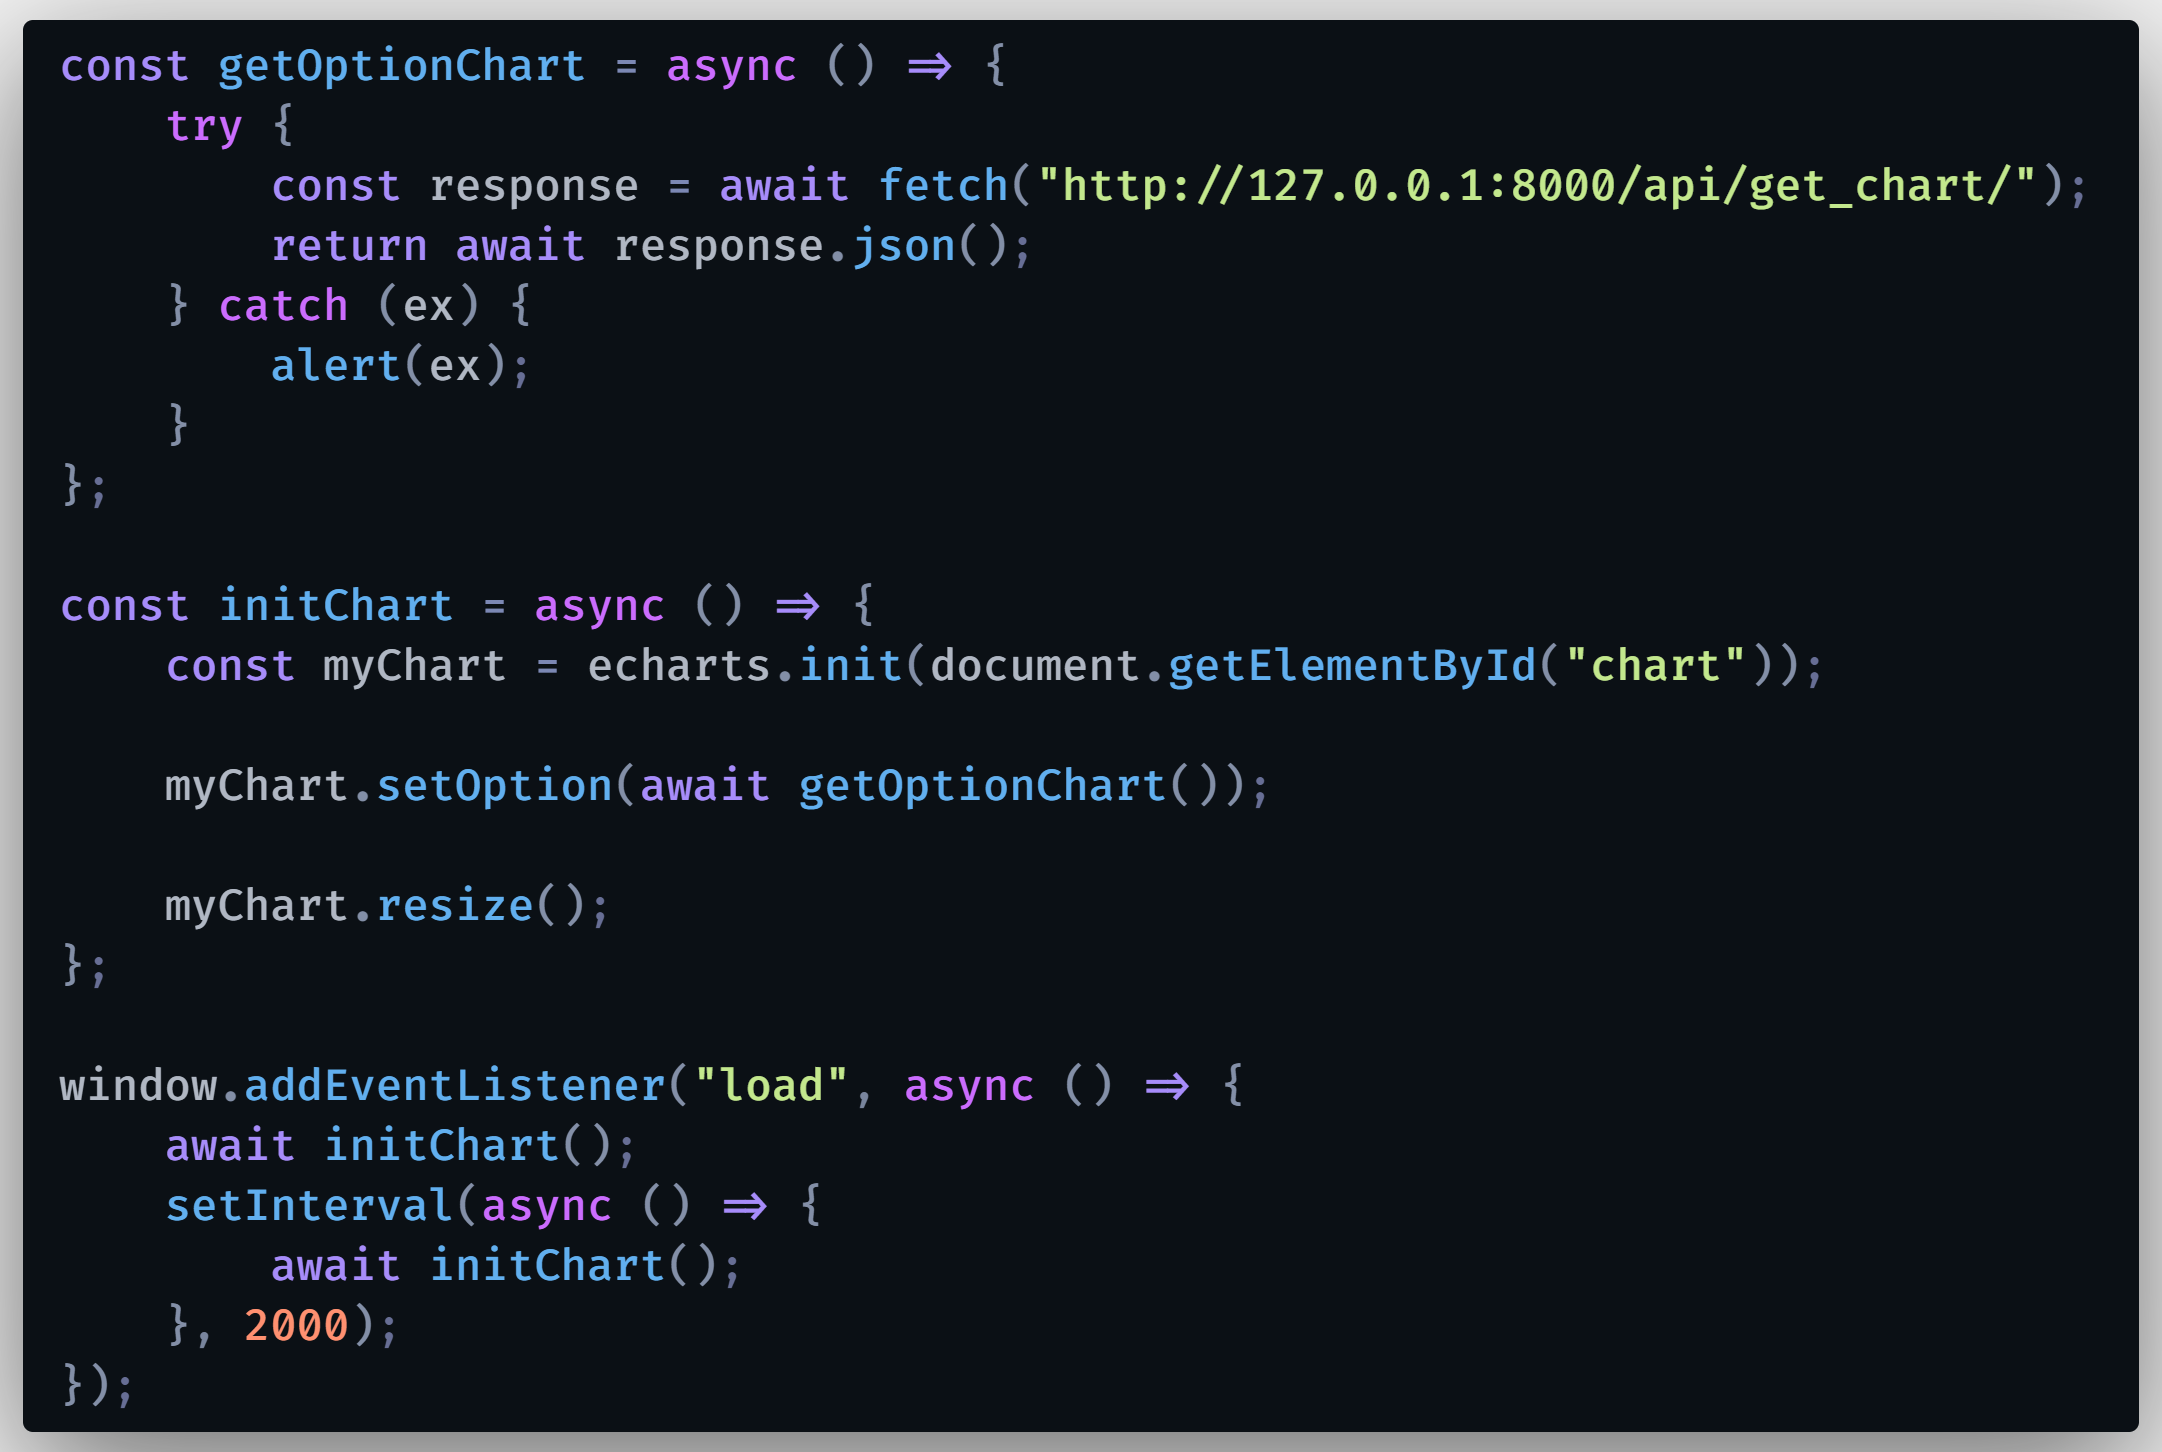 const getOptionChart = async () => {
    try {
        const response = await fetch("http://127.0.0.1:8000/api/get_chart/");
        return await response.json();
    } catch (ex) {
        alert(ex);
    }
};

const initChart = async () => {
    const myChart = echarts.init(document.getElementById("chart"));

    myChart.setOption(await getOptionChart());

    myChart.resize();
};

window.addEventListener("load", async () => {
    await initChart();
    setInterval(async () => {
        await initChart();
    }, 2000);
});